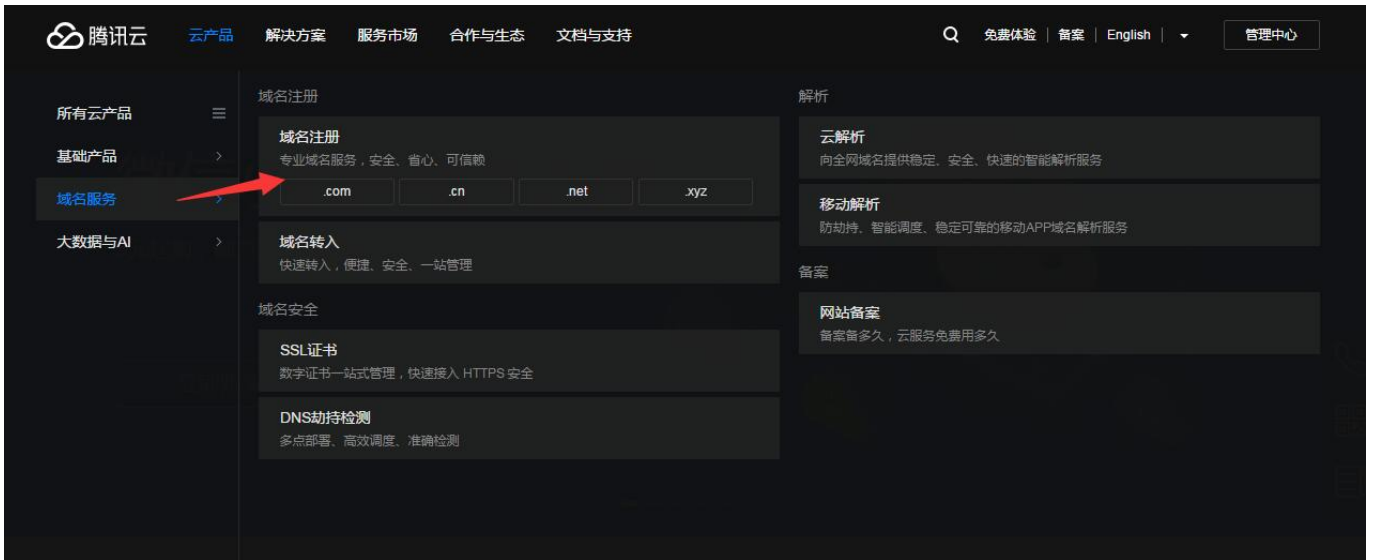 腾讯云 云产品 解决方案 服务市场 合作与生态 文档与支持 免费体验 | 备案 | English | 管理中心
所有云产品
基础产品
域名服务
大数据与AI
域名注册
域名注册
专业域名服务，安全、省心、可信赖
.com .cn .net .xyz
域名转入
快速转入，便捷、安全、一站管理
域名安全
SSL证书
数字证书一站式管理，快速接入 HTTPS 安全
DNS劫持检测
多点部署、高效调度、准确检测
解析
云解析
向全网域名提供稳定、安全、快速的智能解析服务
移动解析
防劫持、智能调度、稳定可靠的移动APP域名解析服务
备案
网站备案
备案备多久，云服务免费用多久